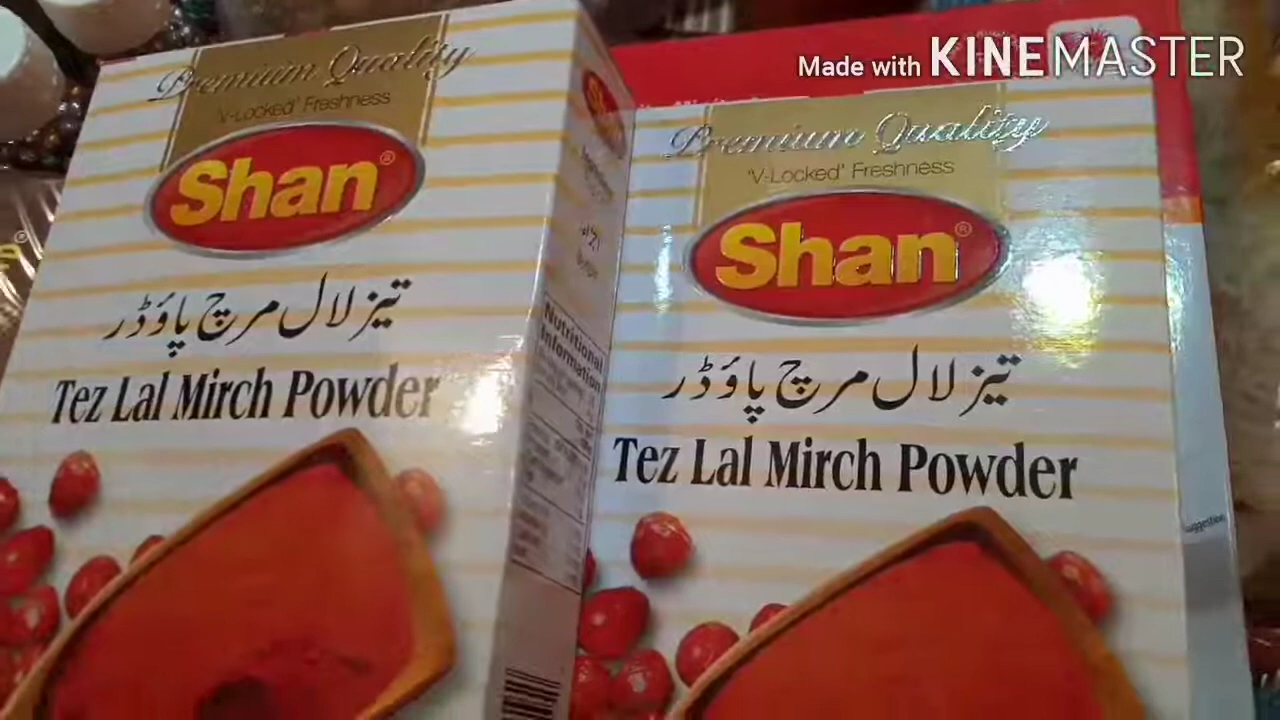 Made with KINEMASTER
Premium Quality
'V-Locked' Freshness
Shan®
تیز لال مرچ پاؤڈر
Tez Lal Mirch Powder
Nutritional
Information
Premium Quality
'V-Locked' Freshness
Shan®
تیز لال مرچ پاؤڈر
Tez Lal Mirch Powder